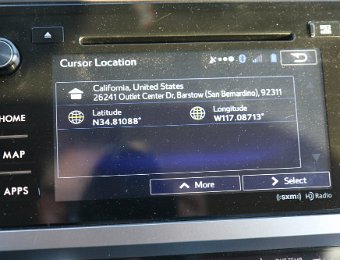 Cursor Location
California, United States
26241 Outlet Center Dr, Barstow (San Bernardino), 92311
Latitude
N34.81088°
Longitude
W117.08713°
More
Select
HOME
MAP
APPS
((sxm))
HD Radio